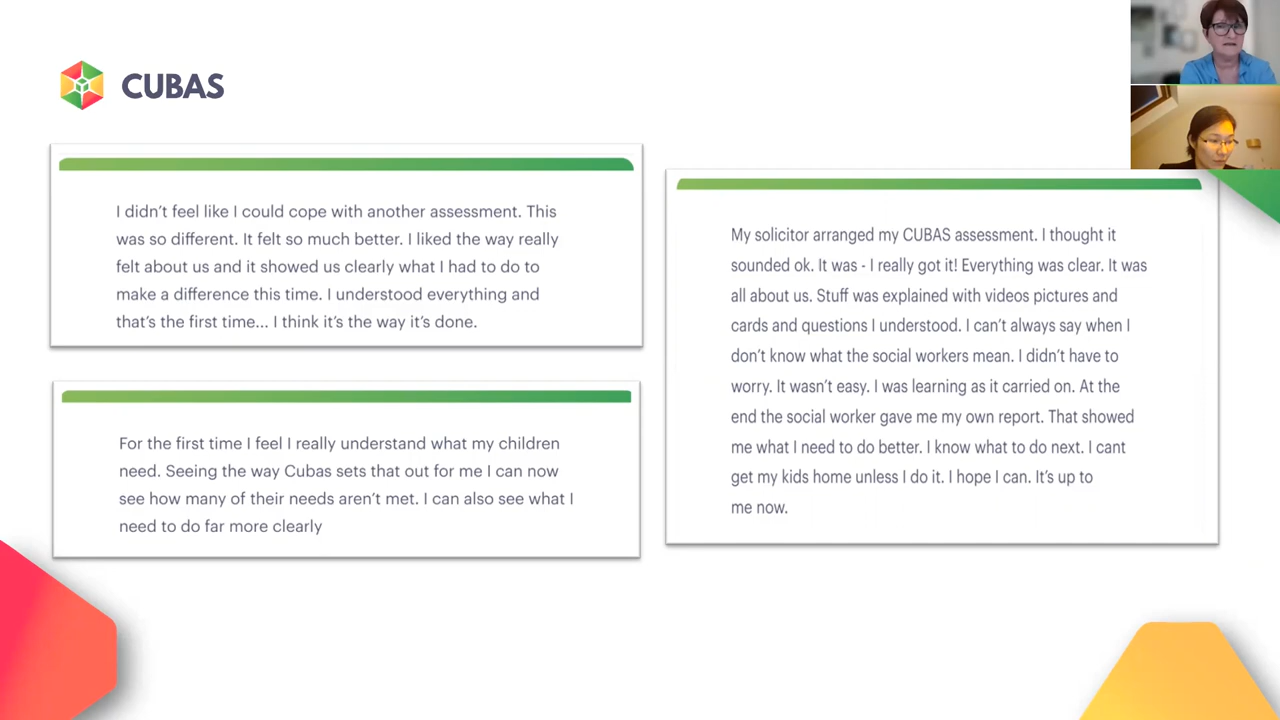 CUBAS
I didn't feel like I could cope with another assessment. This
was so different. It felt so much better. I liked the way really
felt about us and it showed us clearly what I had to do to
make a difference this time. I understood everything and
that's the first time... I think it's the way it's done.
For the first time I feel I really understand what my children
need. Seeing the way Cubas sets that out for me I can now
see how many of their needs aren't met. I can also see what I
need to do far more clearly
My solicitor arranged my CUBAS assessment. I thought it
sounded ok. It was - I really got it! Everything was clear. It was
all about us. Stuff was explained with videos pictures and
cards and questions I understood. I can't always say when I
don't know what the social workers mean. I didn't have to
worry. It wasn't easy. I was learning as it carried on. At the
end the social worker gave me my own report. That showed
me what I need to do better. I know what to do next. I cant
get my kids home unless I do it. I hope I can. It's up to
me now.